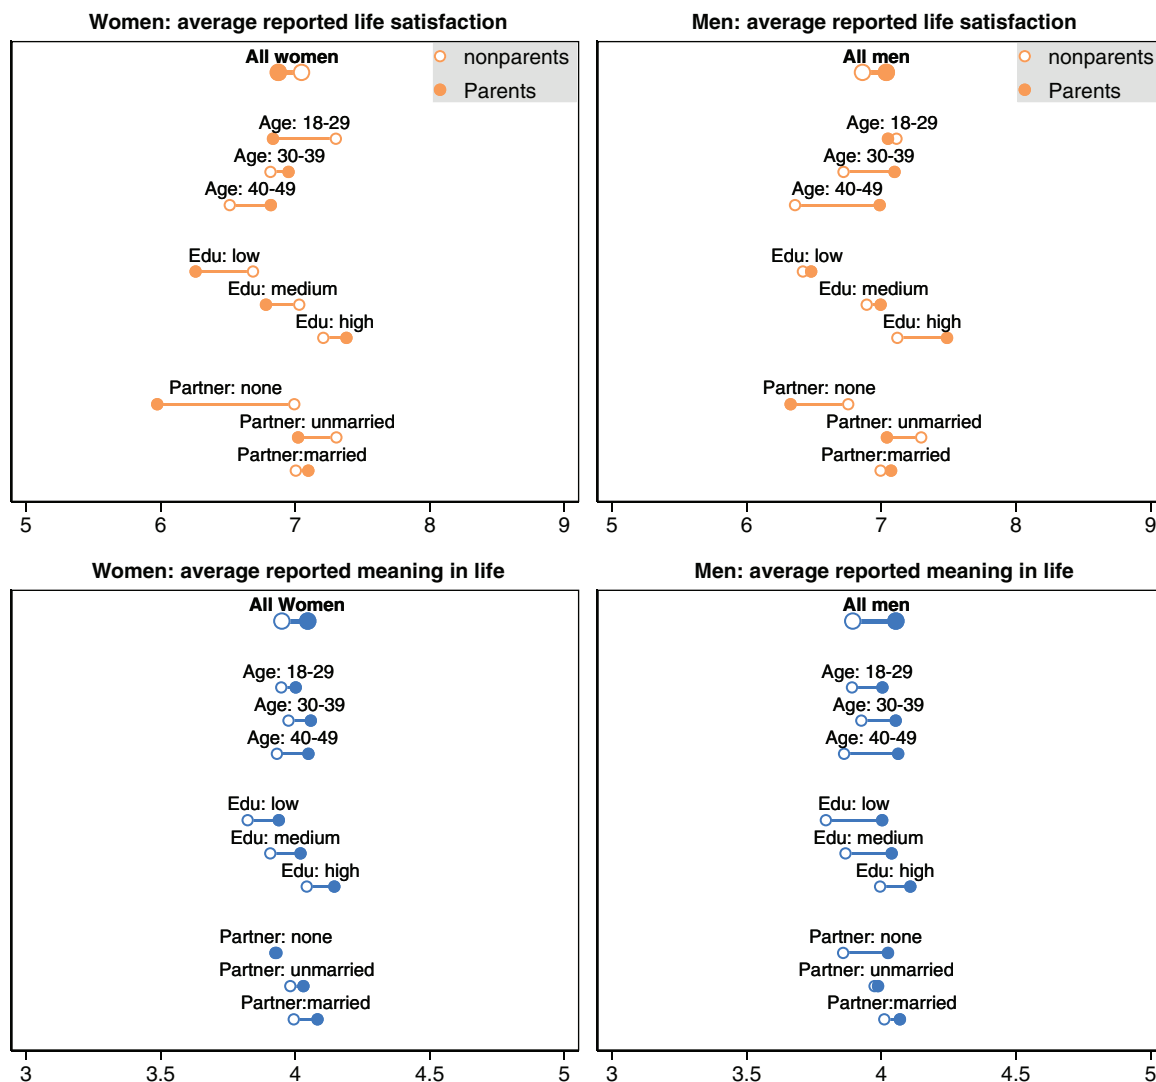 Women: average reported life satisfaction
All women
nonparents
Parents
Age: 18-29
Age: 30-39
Age: 40-49
Edu: low
Edu: medium
Edu: high
Partner: none
Partner: unmarried
Partner:married
5 6 7 8 9
Men: average reported life satisfaction
All men
nonparents
Parents
Age: 18-29
Age: 30-39
Age: 40-49
Edu: low
Edu: medium
Edu: high
Partner: none
Partner: unmarried
Partner:married
5 6 7 8 9
Women: average reported meaning in life
All Women
Age: 18-29
Age: 30-39
Age: 40-49
Edu: low
Edu: medium
Edu: high
Partner: none
Partner: unmarried
Partner:married
3 3.5 4 4.5 5
Men: average reported meaning in life
All men
Age: 18-29
Age: 30-39
Age: 40-49
Edu: low
Edu: medium
Edu: high
Partner: none
Partner: unmarried
Partner:married
3 3.5 4 4.5 5